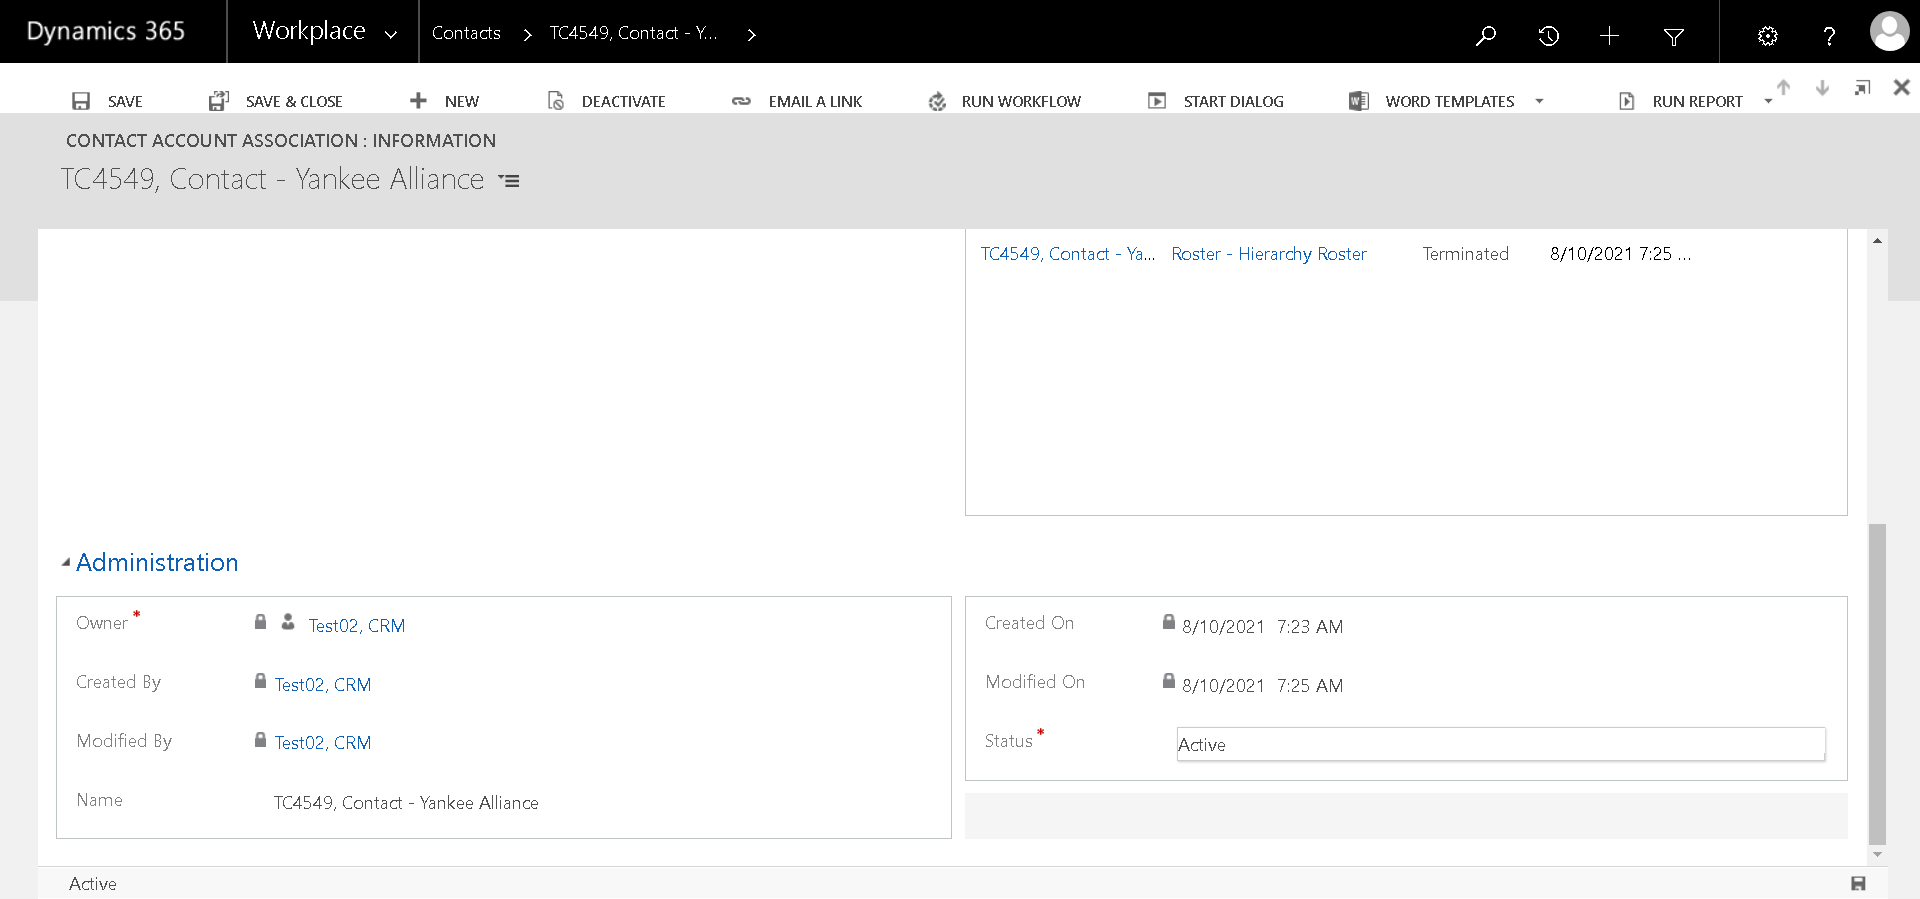 Dynamics 365
Workplace
Contacts
TC4549, Contact - Y...
SAVE
SAVE & CLOSE
NEW
DEACTIVATE
EMAIL A LINK
RUN WORKFLOW
START DIALOG
WORD TEMPLATES
RUN REPORT
CONTACT ACCOUNT ASSOCIATION : INFORMATION
TC4549, Contact - Yankee Alliance
TC4549, Contact - Ya... Roster - Hierarchy Roster Terminated 8/10/2021 7:25 ...
Administration
Owner * Test02, CRM
Created By Test02, CRM
Modified By Test02, CRM
Name TC4549, Contact - Yankee Alliance
Created On 8/10/2021 7:23 AM
Modified On 8/10/2021 7:25 AM
Status * Active
Active